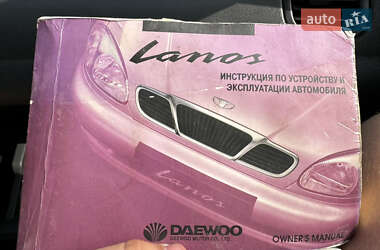 auto RIA
Lanos
ИНСТРУКЦИЯ ПО УСТРОЙСТВУ И
ЭКСПЛУАТАЦИИ АВТОМОБИЛЯ
Lanos
DAEWOO
DAEWOO MOTOR CO., LTD.
OWNER'S MANUAL